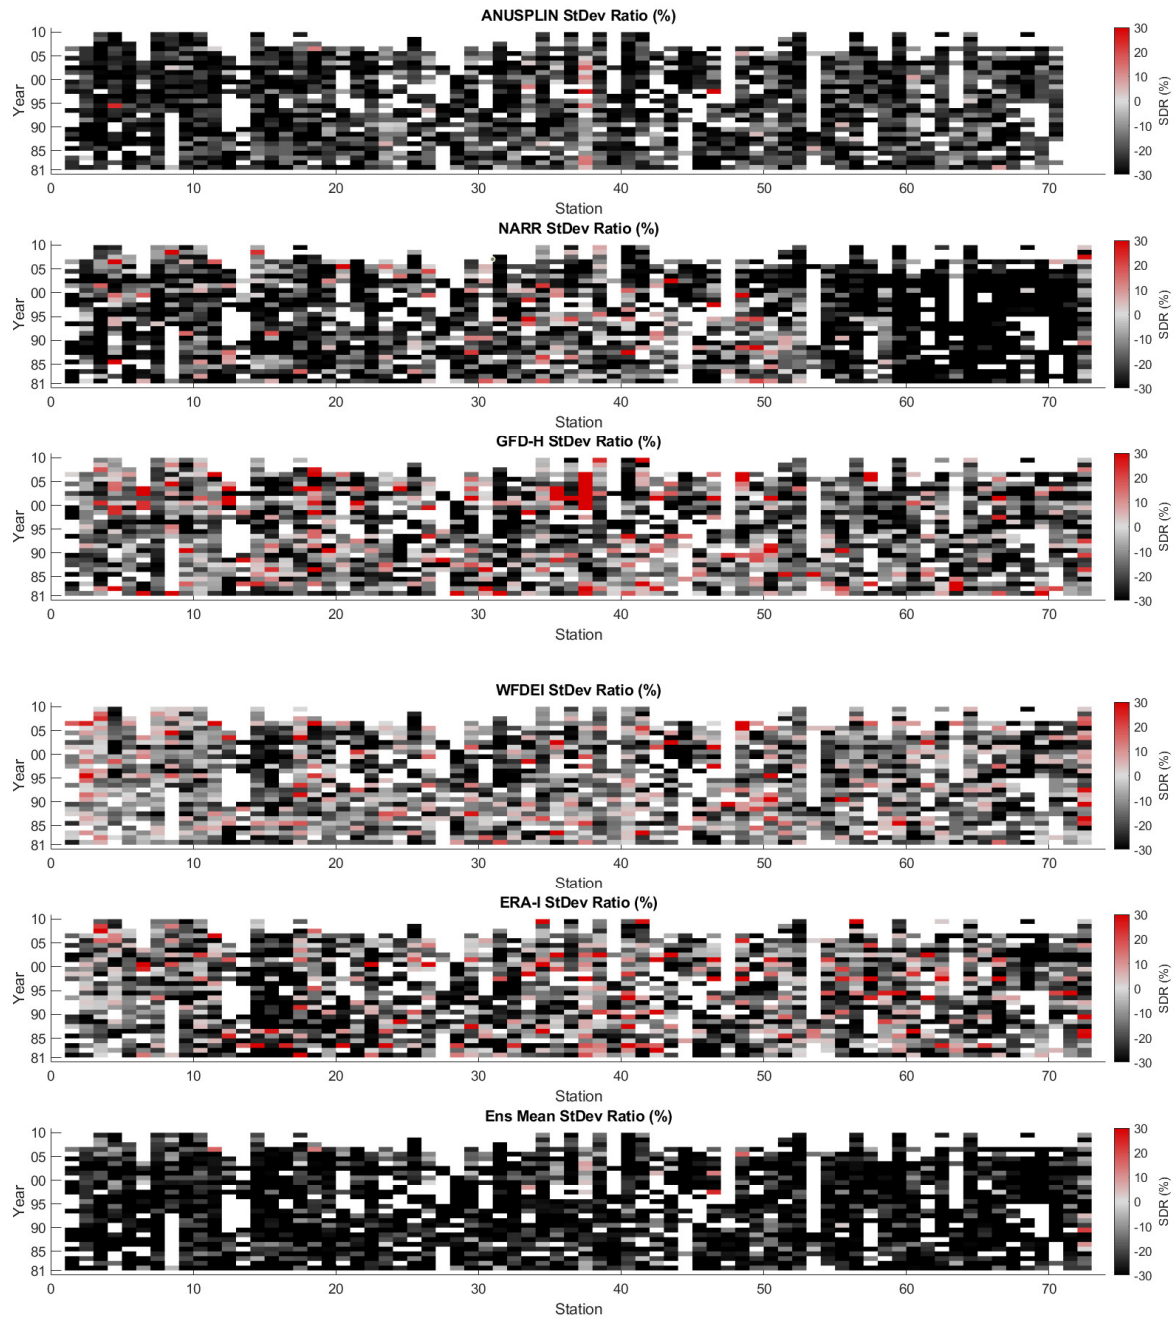 ANUSPLIN StDev Ratio (%)
10
05
00
95
90
85
81
Year
0 10 20 30 40 50 60 70
Station
30
20
10
0
-10
-20
-30
SDR (%)
NARR StDev Ratio (%)
10
05
00
95
90
85
81
Year
0 10 20 30 40 50 60 70
Station
30
20
10
0
-10
-20
-30
SDR (%)
GFD-H StDev Ratio (%)
10
05
00
95
90
85
81
Year
0 10 20 30 40 50 60 70
Station
30
20
10
0
-10
-20
-30
SDR (%)
WFDEI StDev Ratio (%)
10
05
00
95
90
85
81
Year
0 10 20 30 40 50 60 70
Station
30
20
10
0
-10
-20
-30
SDR (%)
ERA-I StDev Ratio (%)
10
05
00
95
90
85
81
Year
0 10 20 30 40 50 60 70
Station
30
20
10
0
-10
-20
-30
SDR (%)
Ens Mean StDev Ratio (%)
10
05
00
95
90
85
81
Year
0 10 20 30 40 50 60 70
Station
30
20
10
0
-10
-20
-30
SDR (%)